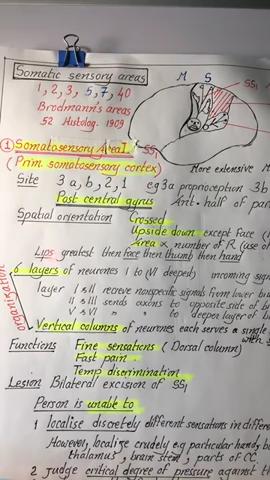 Somatic sensory areas
M S SS1
1, 2, 3, 5, 7, 40
Brodmann's areas
52 Histolog. 1909
① Somatosensory Area I SS1
(Prim somatosensory cortex)
More extensive
Site 3 a, b, 2, 1 eg 3a proprioception 3b
Post central gyrus Ant-half of par
Spatial orientation Crossed
Upside down except face
Area ∝ number of R (use of
Lips greatest then face then thumb then hand
6 layers of neurones I to VI deeped) incoming sig
organization
layer I & II recieve nonspecific signals from lower b
II & III sends axons to opposite side of b
V & VI " " to deeper layer of b
Vertical columns of neurones each serves a single
with
Functions Fine sensations (Dorsal column)
Fast pain
Temp discrimination
Lesion Bilateral excision of SS1
Person is unable to
1 localise discretely different sensations in differe
However, localise crudely eg particular hand, b
thalamus, brain stem, parts of CC
2 judge critical degree of pressure against th